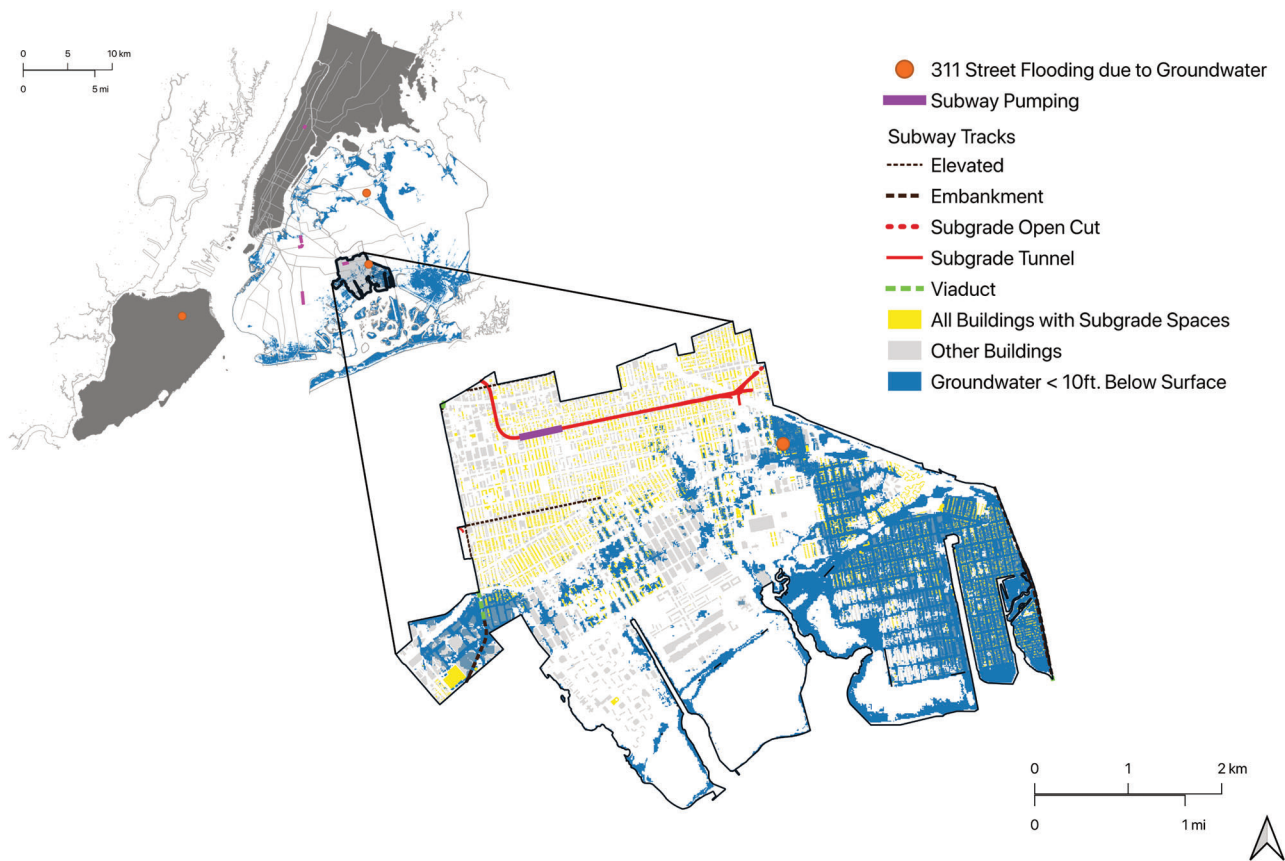 0 5 10 km
0 5 mi
311 Street Flooding due to Groundwater
Subway Pumping
Subway Tracks
Elevated
Embankment
Subgrade Open Cut
Subgrade Tunnel
Viaduct
All Buildings with Subgrade Spaces
Other Buildings
Groundwater < 10ft. Below Surface
0 1 2 km
0 1 mi